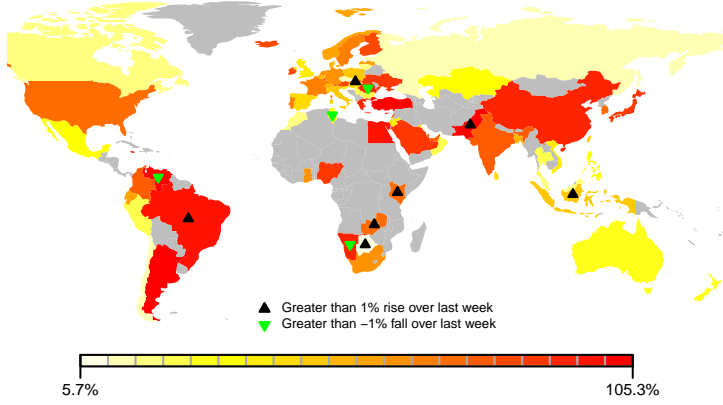 Greater than 1% rise over last week
Greater than −1% fall over last week
5.7%
105.3%